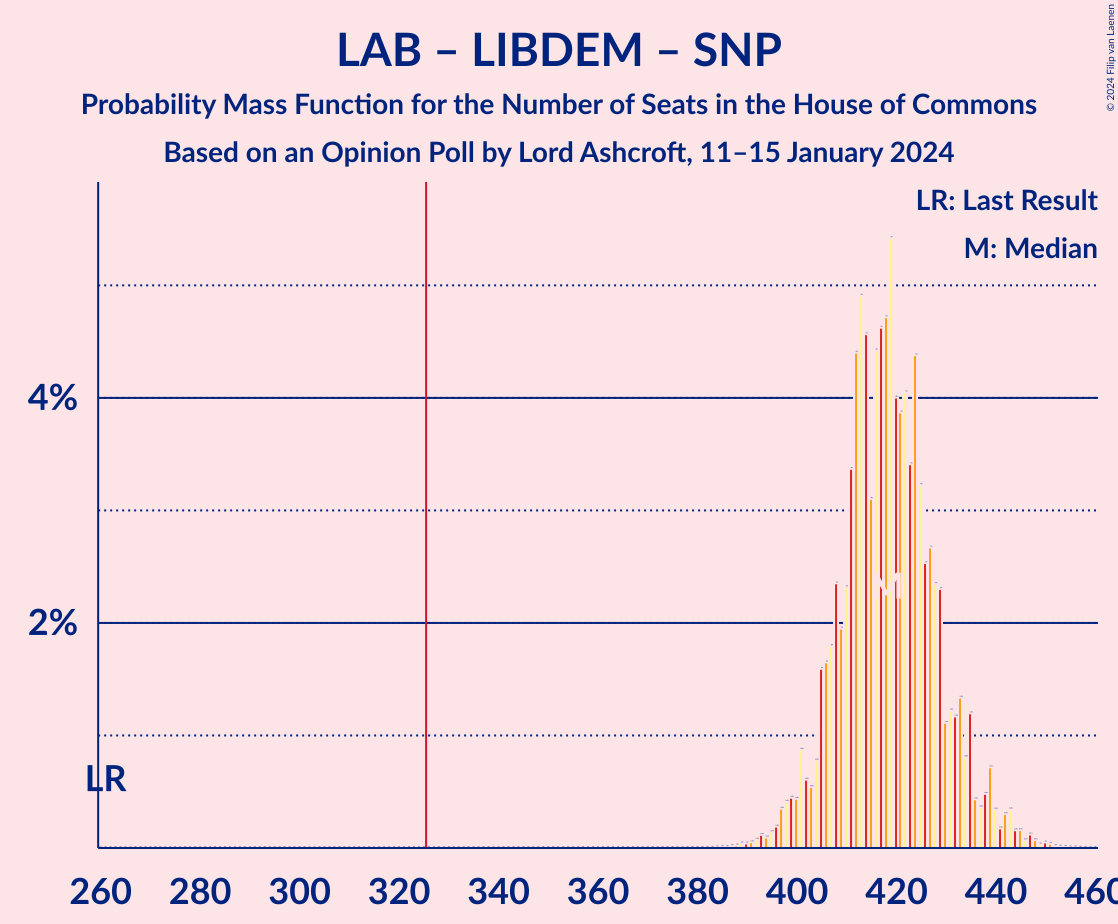 LAB – LIBDEM – SNP
Probability Mass Function for the Number of Seats in the House of Commons
Based on an Opinion Poll by Lord Ashcroft, 11–15 January 2024
© 2024 Filip van Laenen
LR: Last Result
M: Median
4%
2%
M
LR
260 280 300 320 340 360 380 400 420 440 460